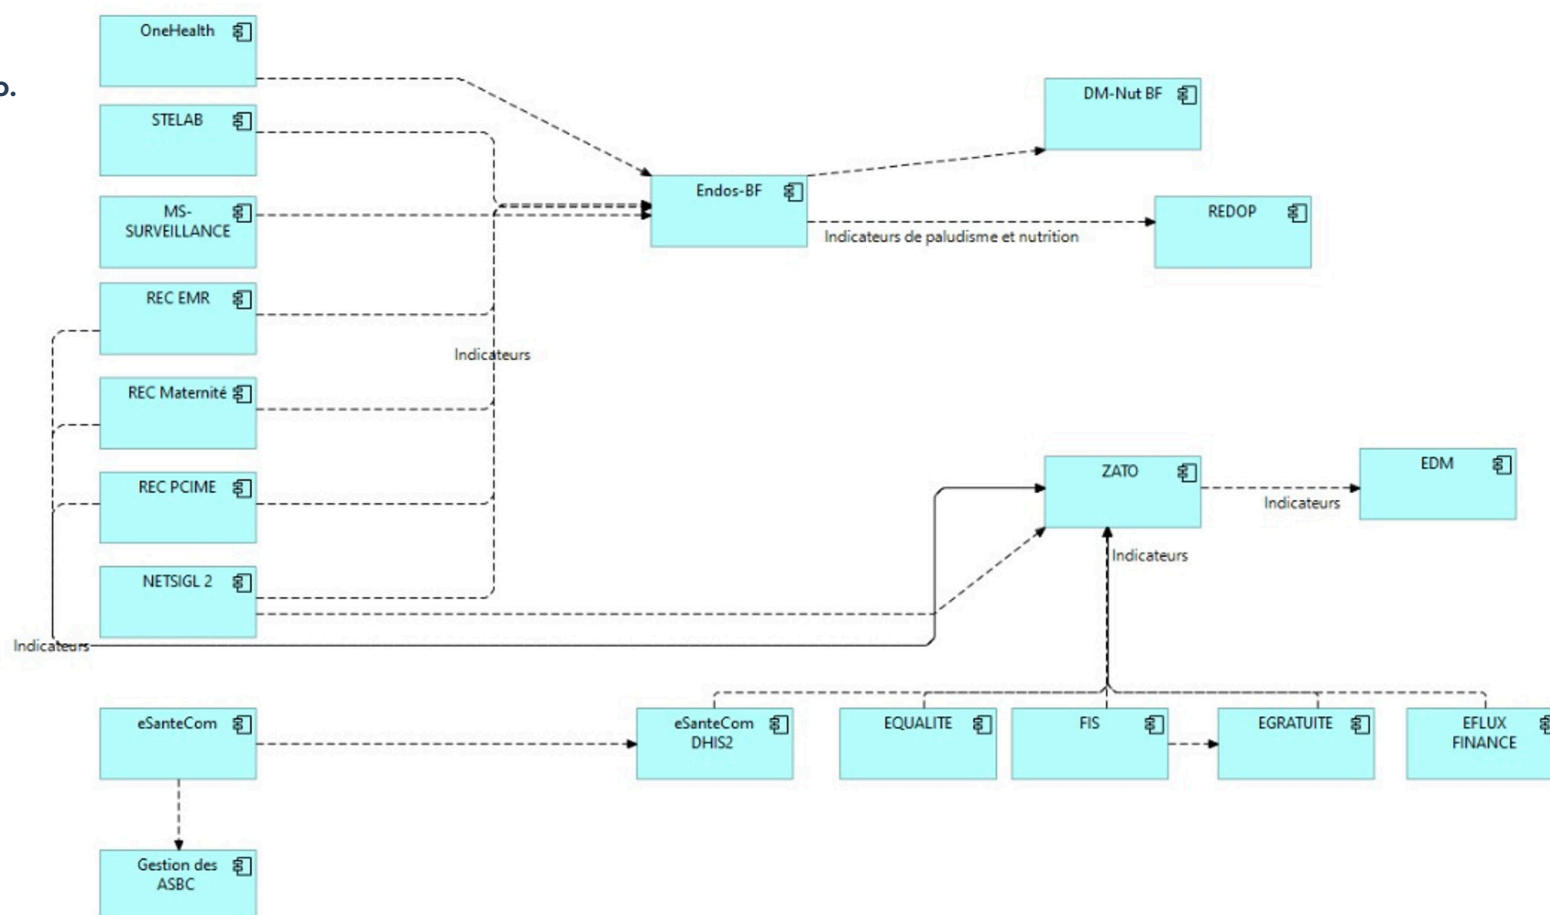 OneHealth
o.
STELAB
DM-Nut BF
Endos-BF
MS-
SURVEILLANCE
REDOP
Indicateurs de paludisme et nutrition
REC EMR
Indicateurs
REC Maternité
ZATO
EDM
REC PCIME
Indicateurs
Indicateurs
NETSIGL 2
Indicateurs
eSanteCom
eSanteCom
DHIS2
EQUALITE
FIS
EGRATUITE
EFLUX
FINANCE
Gestion des
ASBC